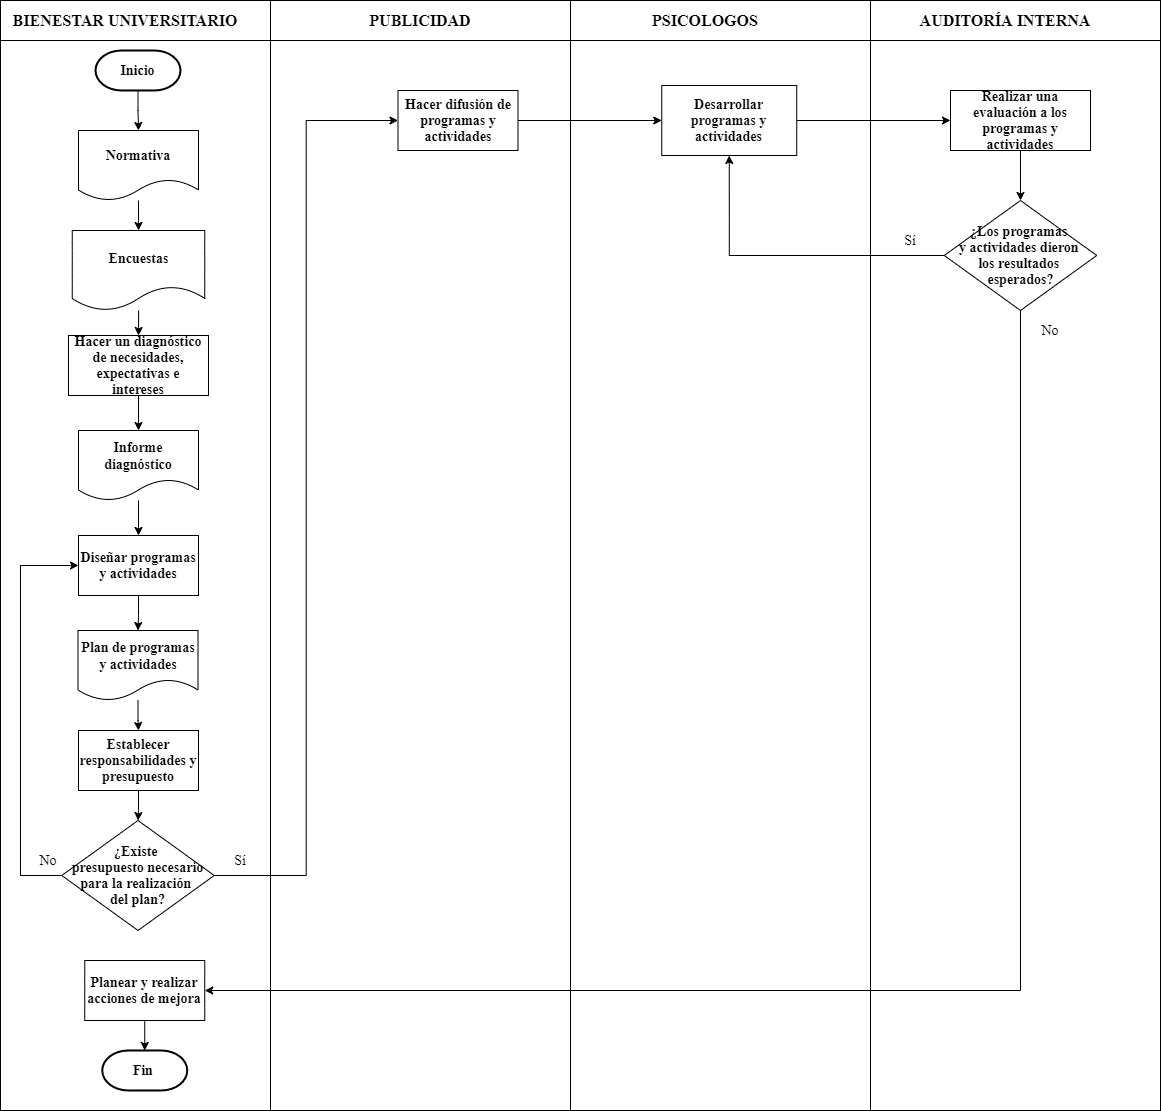 BIENESTAR UNIVERSITARIO
PUBLICIDAD
PSICOLOGOS
AUDITORÍA INTERNA
Inicio
Normativa
Encuestas
Hacer un diagnóstico
de necesidades,
expectativas e
intereses
Informe
diagnóstico
Diseñar programas
y actividades
Plan de programas
y actividades
Establecer
responsabilidades y
presupuesto
¿Existe
presupuesto necesario
para la realización
del plan?
No
Sí
Planear y realizar
acciones de mejora
Fin
Hacer difusión de
programas y
actividades
Desarrollar
programas y
actividades
Realizar una
evaluación a los
programas y
actividades
¿Los programas
y actividades dieron
los resultados
esperados?
Sí
No